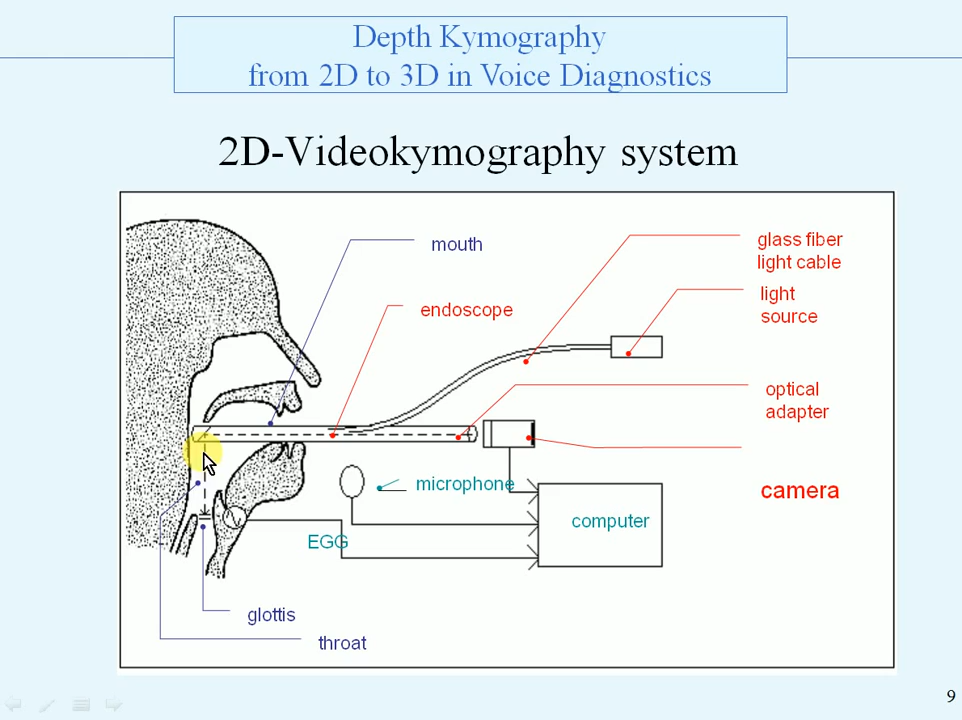 Depth Kymography
from 2D to 3D in Voice Diagnostics
2D-Videokymography system
mouth
glass fiber
light cable
endoscope
light
source
optical
adapter
microphone
camera
computer
EGG
glottis
throat
9